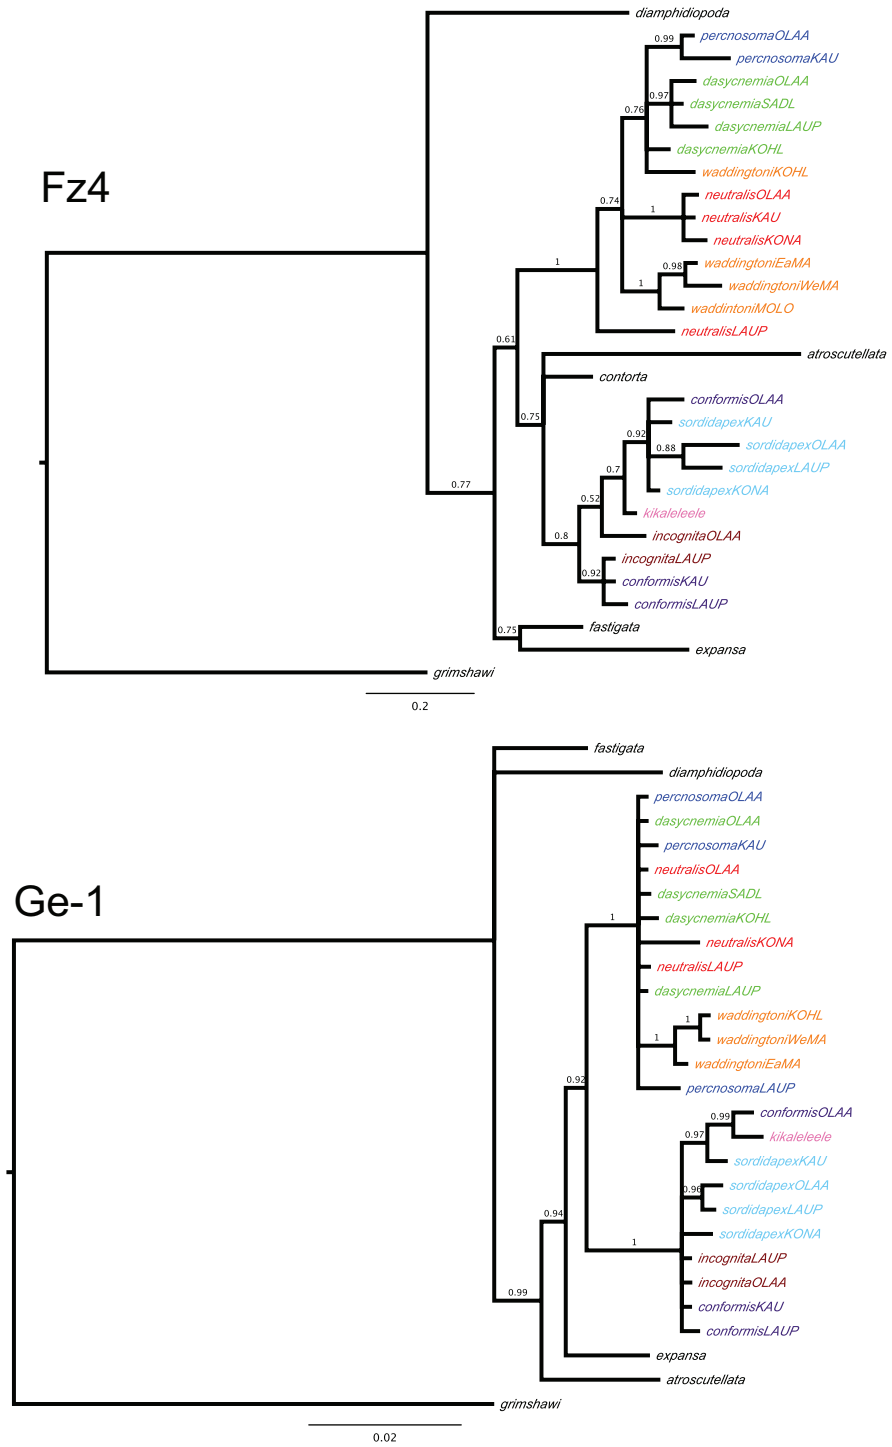 diamphidiopoda
0.99
percnosomaOLAA
percnosomaKAU
dasycnemiaOLAA
0.97
dasycnemiaSADL
0.76
dasycnemiaLAUP
dasycnemiaKOHL
waddingtoniKOHL
Fz4
neutralisOLAA
0.74
1
neutralisKAU
neutralisKONA
1
waddingtoniEaMA
0.98
1
waddingtoniWeMA
waddintoniMOLO
neutralisLAUP
0.61
atroscutellata
contorta
conformisOLAA
0.75
sordidapexKAU
0.92
sordidapexOLAA
0.88
sordidapexLAUP
0.7
0.77
sordidapexKONA
0.52
kikaleleele
incognitaOLAA
0.8
incognitaLAUP
0.92
conformisKAU
conformisLAUP
fastigata
0.75
expansa
grimshawi
0.2
fastigata
diamphidiopoda
percnosomaOLAA
dasycnemiaOLAA
percnosomaKAU
neutralisOLAA
Ge-1
dasycnemiaSADL
1
dasycnemiaKOHL
neutralisKONA
neutralisLAUP
dasycnemiaLAUP
waddingtoniKOHL
1
1
waddingtoniWeMA
waddingtoniEaMA
0.92
percnosomaLAUP
conformisOLAA
0.99
0.97
kikaleleele
sordidapexKAU
sordidapexOLAA
0.96
sordidapexLAUP
0.94
sordidapexKONA
1
incognitaLAUP
incognitaOLAA
0.99
conformisKAU
conformisLAUP
expansa
atroscutellata
grimshawi
0.02